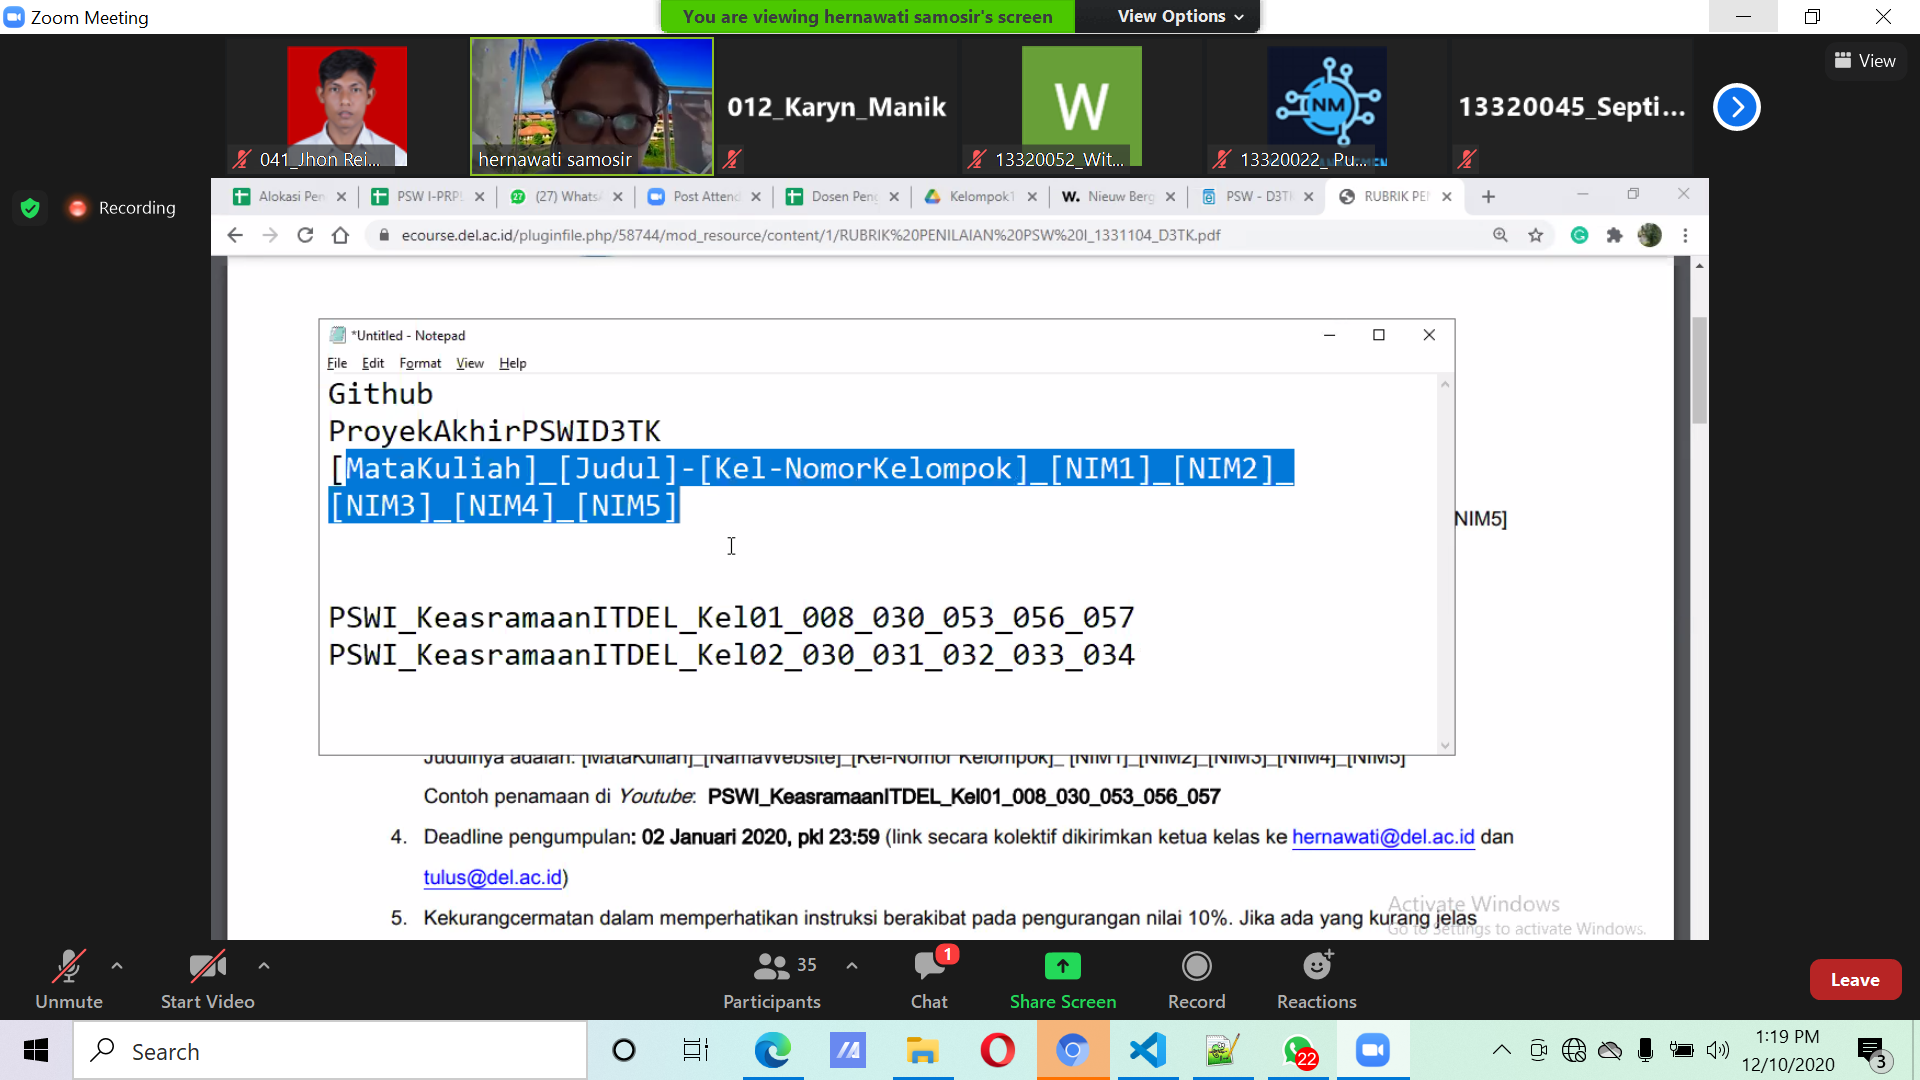 Zoom Meeting
You are viewing hernawati samosir's screen
View Options
View
041_Jhon Rei...
hernawati samosir
012_Karyn_Manik
W
13320052_Wit...
NM
13320022_ Pu...
13320045_Septi...
Recording
Alokasi Pen
PSW I-PRP
(27) Whats
Post Attend
Dosen Peng
Kelompok1
W. Nieuw Berg
PSW - D3T
RUBRIK PE
ecourse.del.ac.id/pluginfile.php/58744/mod_resource/content/1/RUBRIK%20PENILAIAN%20PSW%20I_1331104_D3TK.pdf
*Untitled - Notepad
File Edit Format View Help
Github
ProyekAkhirPSWID3TK
[MataKuliah]_[Judul]-[Kel-NomorKelompok]_[NIM1]_[NIM2]_
[NIM3]_[NIM4]_[NIM5]
NIM5]
PSWI_KeasramaanITDEL_Kel01_008_030_053_056_057
PSWI_KeasramaanITDEL_Kel02_030_031_032_033_034
Judulnya adalah: [MataKuliah]_[NamaWebsite]_[Kel-Nomor Kelompok]_ [NIM1]_[NIM2]_[NIM3]_[NIM4]_[NIM5]
Contoh penamaan di Youtube: PSWI_KeasramaanITDEL_Kel01_008_030_053_056_057
4. Deadline pengumpulan: 02 Januari 2020, pkl 23:59 (link secara kolektif dikirimkan ketua kelas ke hernawati@del.ac.id dan
tulus@del.ac.id)
5. Kekurangcermatan dalam memperhatikan instruksi berakibat pada pengurangan nilai 10%. Jika ada yang kurang jelas
Activate Windows
Go to Settings to activate Windows.
Unmute
Start Video
35
Participants
1
Chat
Share Screen
Record
Reactions
Leave
Search
22
1:19 PM
12/10/2020
3